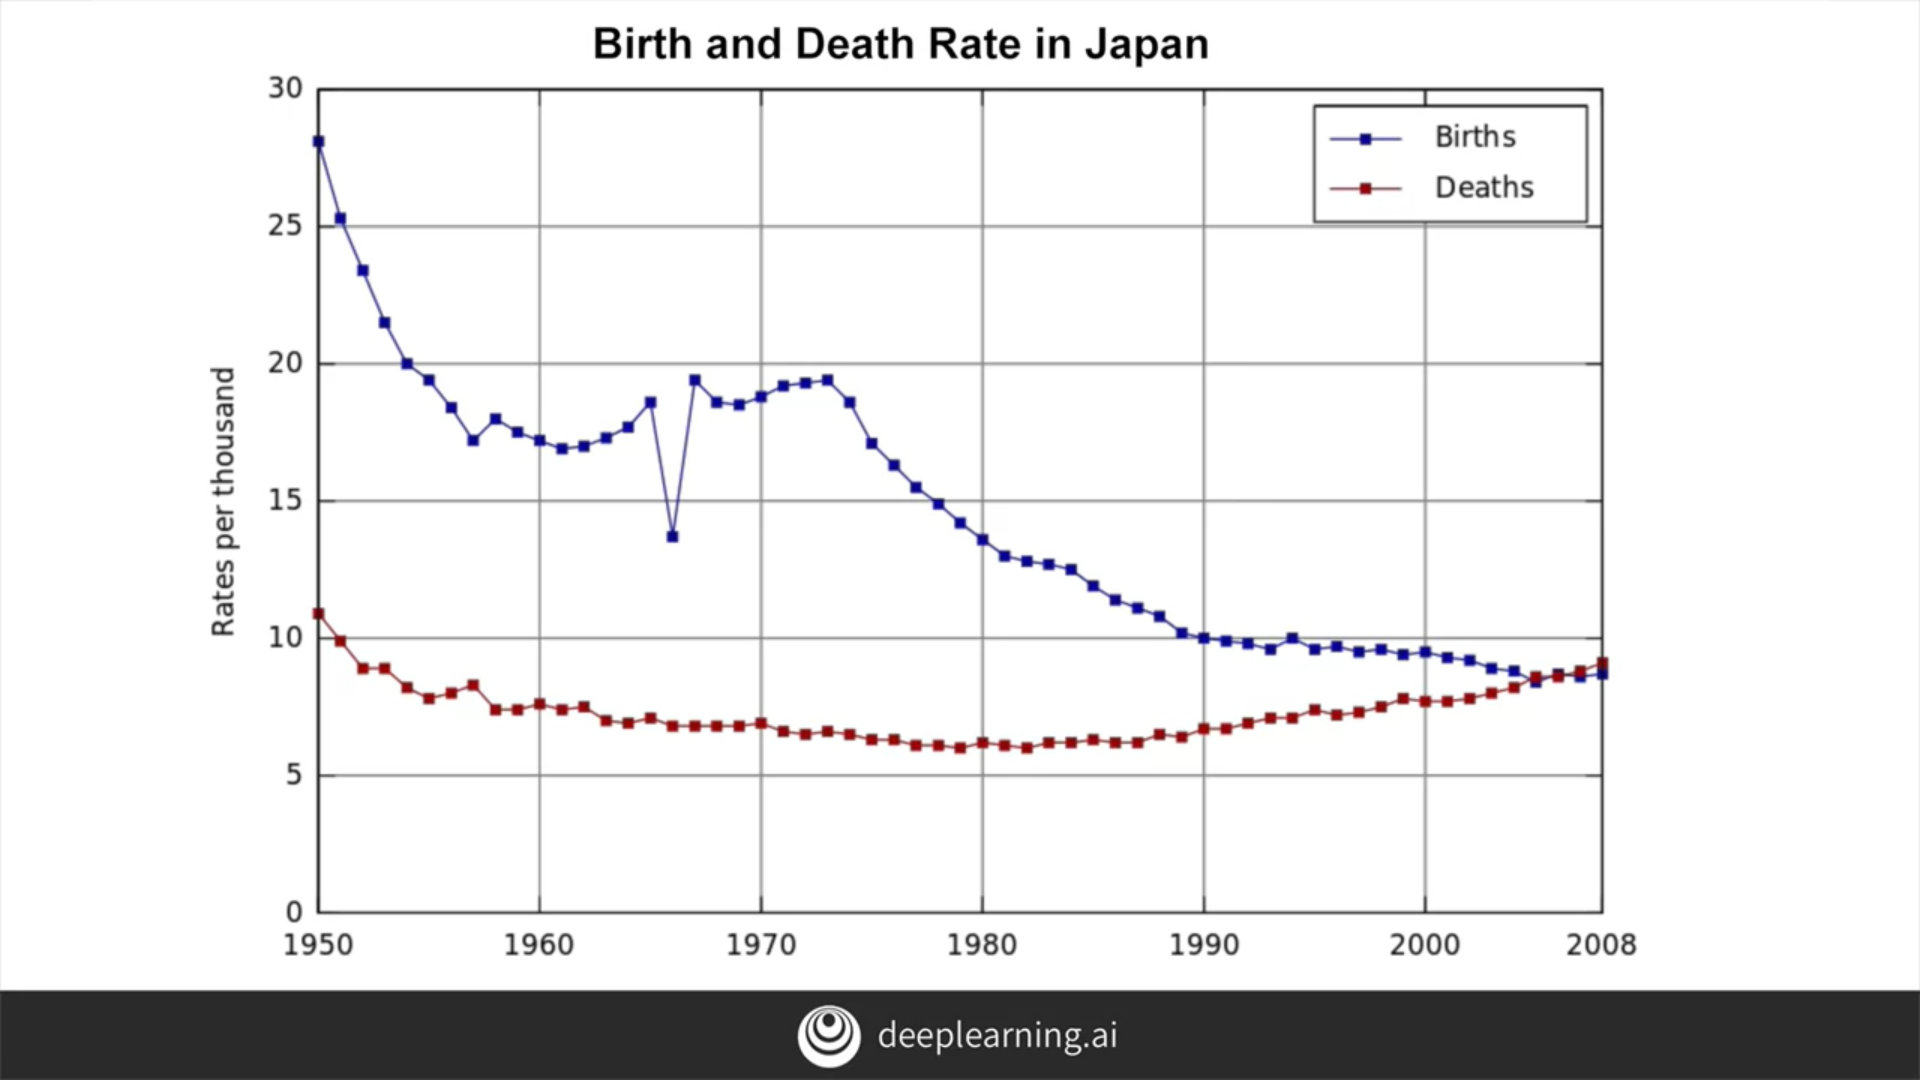 Birth and Death Rate in Japan
30
25
20
15
10
5
0
Rates per thousand
Births
Deaths
1950 1960 1970 1980 1990 2000 2008
deeplearning.ai